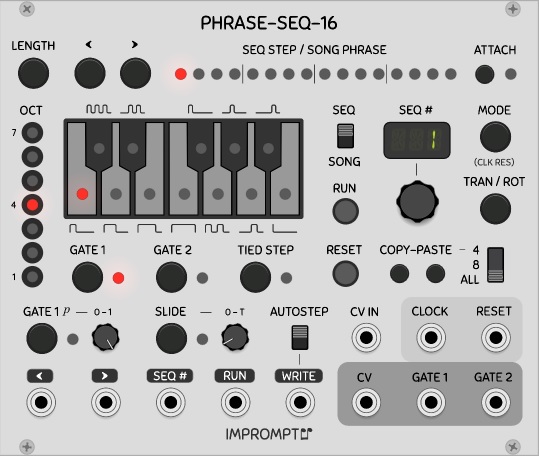 PHRASE-SEQ-16
LENGTH
< >
SEQ STEP / SONG PHRASE
ATTACH
OCT
7
4
1
SEQ
SONG
SEQ #
1
MODE
(CLK RES)
RUN
TRAN / ROT
GATE 1
GATE 2
TIED STEP
RESET
COPY-PASTE
4
8
ALL
GATE 1 p — 0-1
SLIDE — 0-T
AUTOSTEP
CV IN
CLOCK
RESET
<
>
SEQ #
RUN
WRITE
CV
GATE 1
GATE 2
IMPROMPTU